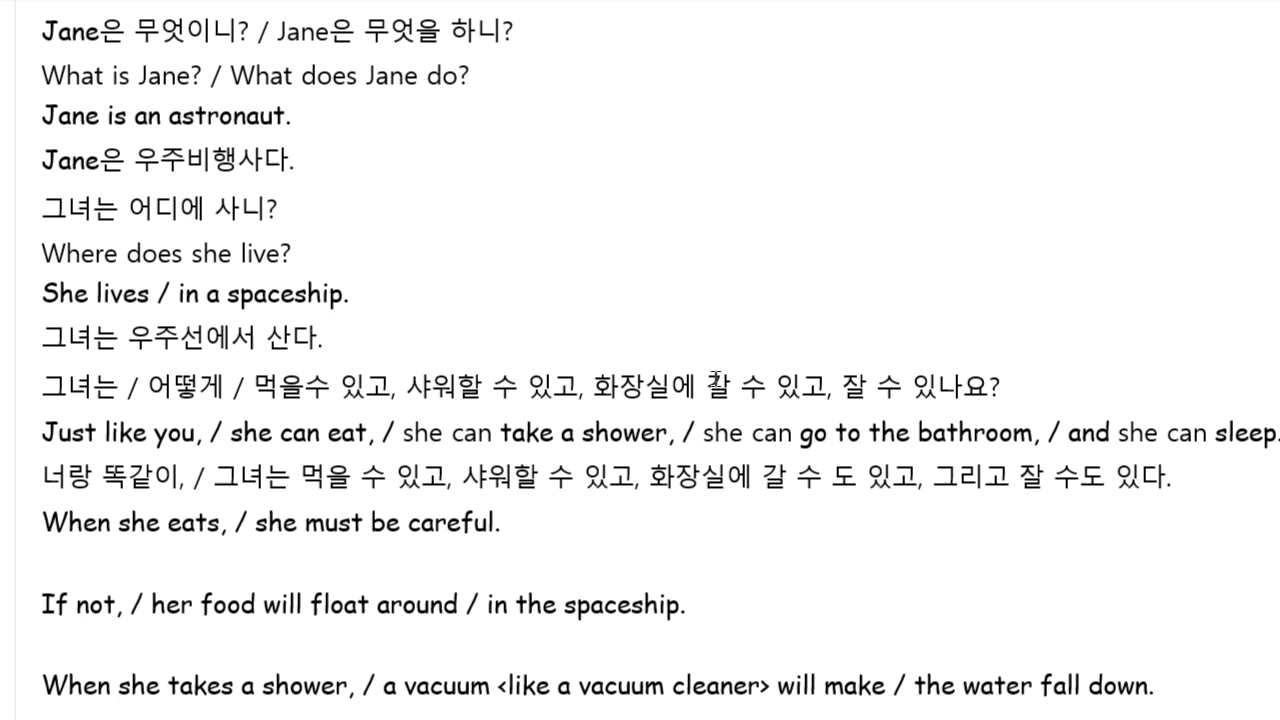 Jane은 무엇이니? / Jane은 무엇을 하니?
What is Jane? / What does Jane do?
Jane is an astronaut.
Jane은 우주비행사다.
그녀는 어디에 사니?
Where does she live?
She lives / in a spaceship.
그녀는 우주선에서 산다.
그녀는 / 어떻게 / 먹을수 있고, 샤워할 수 있고, 화장실에 갈 수 있고, 잘 수 있나요?
Just like you, / she can eat, / she can take a shower, / she can go to the bathroom, / and she can sleep.
너랑 똑같이, / 그녀는 먹을 수 있고, 샤워할 수 있고, 화장실에 갈 수 도 있고, 그리고 잘 수도 있다.
When she eats, / she must be careful.
If not, / her food will float around / in the spaceship.
When she takes a shower, / a vacuum <like a vacuum cleaner> will make / the water fall down.